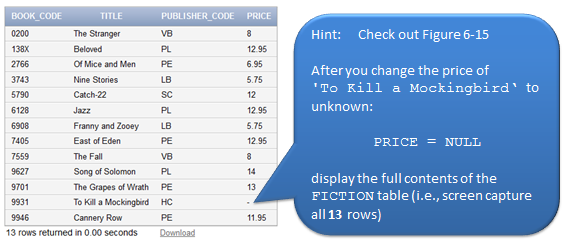 BOOK_CODE TITLE PUBLISHER_CODE PRICE
0200 The Stranger VB 8
138X Beloved PL 12.95
2766 Of Mice and Men PE 6.95
3743 Nine Stories LB 5.75
5790 Catch-22 SC 12
6128 Jazz PL 12.95
6908 Franny and Zooey LB 5.75
7405 East of Eden PE 12.95
7559 The Fall VB 8
9627 Song of Solomon PL 14
9701 The Grapes of Wrath PE 13
9931 To Kill a Mockingbird HC -
9946 Cannery Row PE 11.95
13 rows returned in 0.00 seconds Download
Hint: Check out Figure 6-15
After you change the price of
'To Kill a Mockingbird‘ to
unknown:
PRICE = NULL
display the full contents of the
FICTION table (i.e., screen capture
all 13 rows)